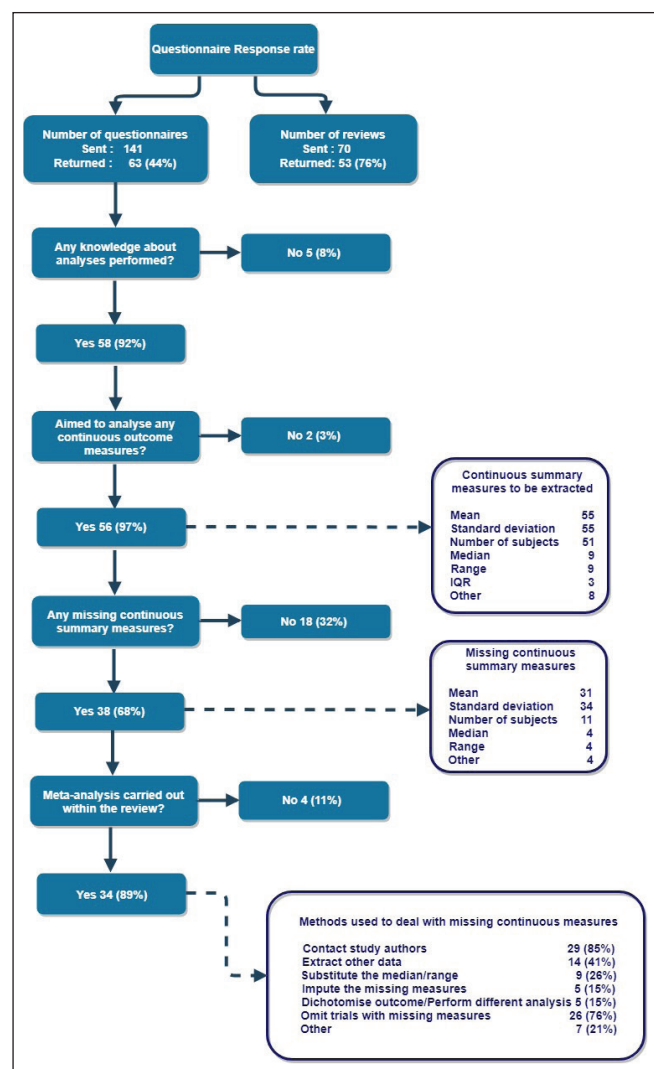 Questionnaire Response rate
Number of questionnaires
Sent : 141
Returned : 63 (44%)
Number of reviews
Sent : 70
Returned: 53 (76%)
Any knowledge about
analyses performed?
No 5 (8%)
Yes 58 (92%)
Aimed to analyse any
continuous outcome
measures?
No 2 (3%)
Yes 56 (97%)
Continuous summary
measures to be extracted
Mean 55
Standard deviation 55
Number of subjects 51
Median 9
Range 9
IQR 3
Other 8
Any missing continuous
summary measures?
No 18 (32%)
Yes 38 (68%)
Missing continuous
summary measures
Mean 31
Standard deviation 34
Number of subjects 11
Median 4
Range 4
Other 4
Meta-analysis carried out
within the review?
No 4 (11%)
Yes 34 (89%)
Methods used to deal with missing continuous measures
Contact study authors 29 (85%)
Extract other data 14 (41%)
Substitute the median/range 9 (26%)
Impute the missing measures 5 (15%)
Dichotomise outcome/Perform different analysis 5 (15%)
Omit trials with missing measures 26 (76%)
Other 7 (21%)